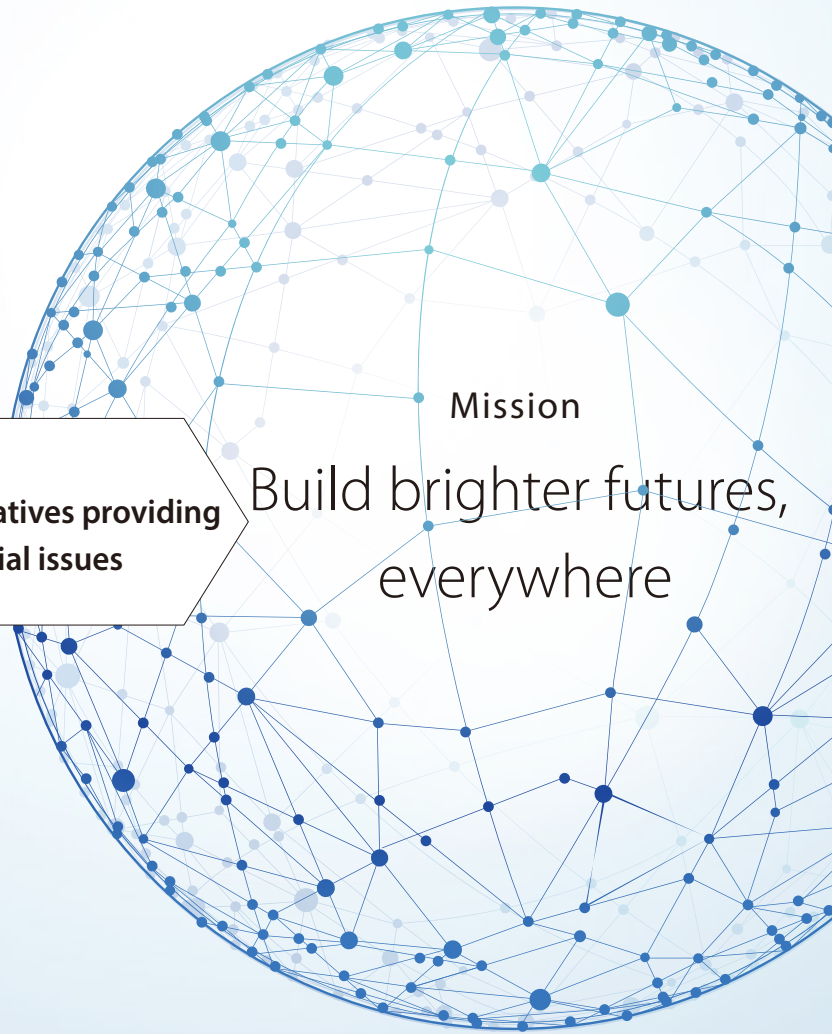 Mission
Build brighter futures,
everywhere
atives providing
ial issues